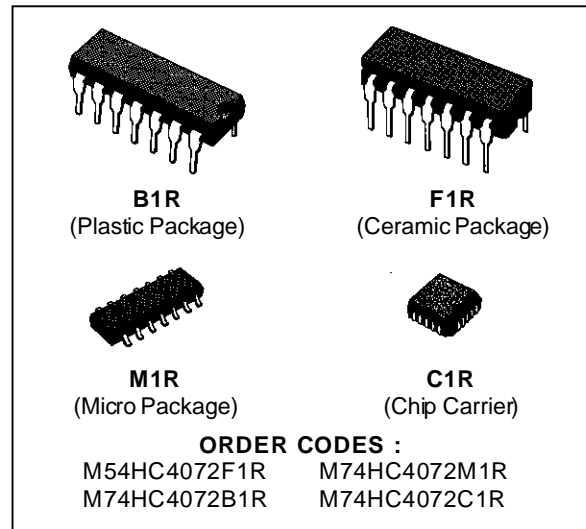 B1R
(Plastic Package)
F1R
(Ceramic Package)
M1R
(Micro Package)
C1R
(Chip Carrier)
ORDER CODES :
M54HC4072F1R M74HC4072M1R
M74HC4072B1R M74HC4072C1R